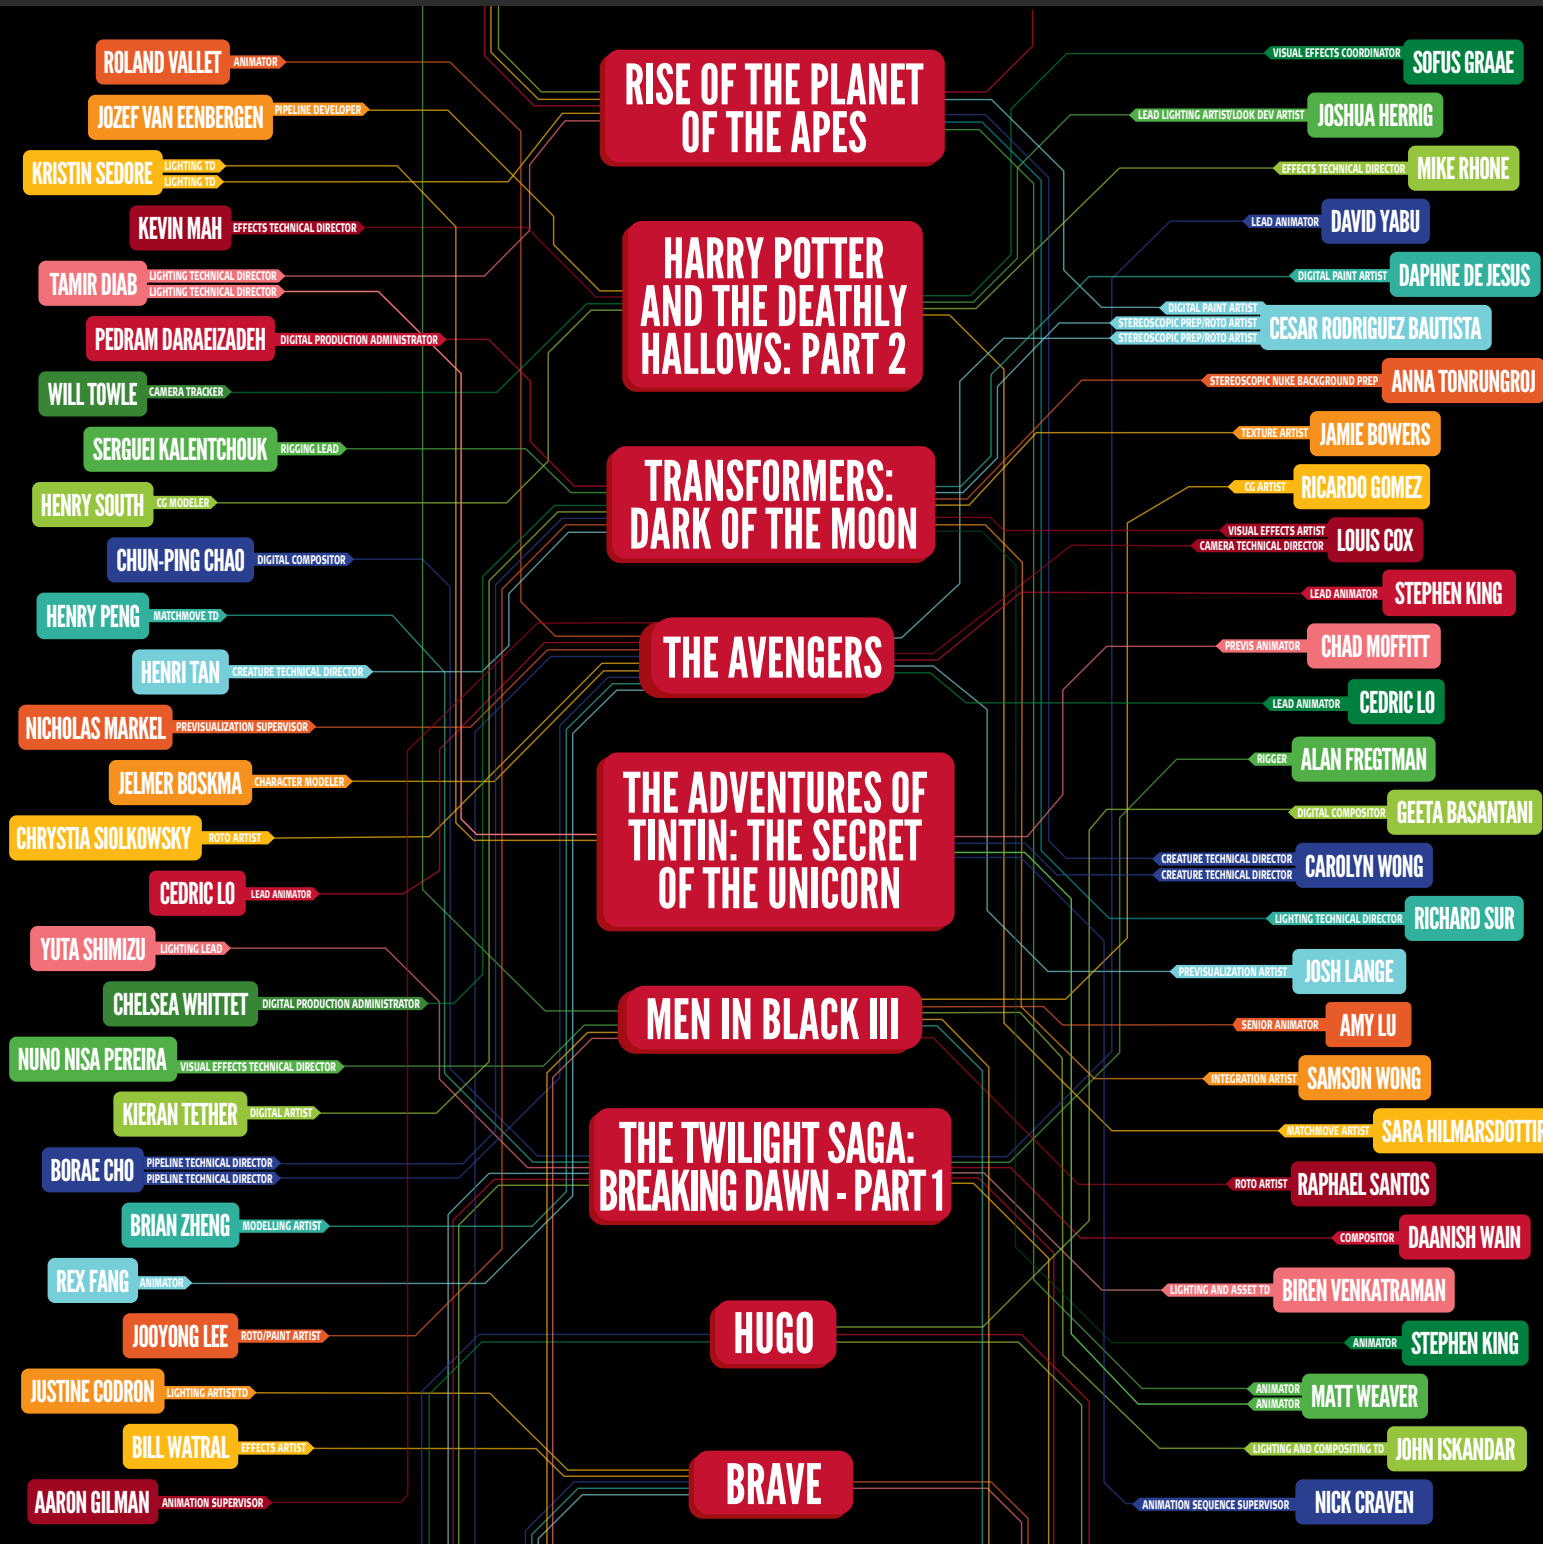 ROLAND VALLET ANIMATOR
JOZEF VAN EENBERGEN PIPELINE DEVELOPER
KRISTIN SEDORE LIGHTING TD
LIGHTING TD
KEVIN MAH EFFECTS TECHNICAL DIRECTOR
TAMIR DIAB LIGHTING TECHNICAL DIRECTOR
LIGHTING TECHNICAL DIRECTOR
PEDRAM DARAEIZADEH DIGITAL PRODUCTION ADMINISTRATOR
WILL TOWLE CAMERA TRACKER
SERGUEI KALENTCHOUK RIGGING LEAD
HENRY SOUTH CG MODELER
CHUN-PING CHAO DIGITAL COMPOSITOR
HENRY PENG MATCHMOVE TD
HENRI TAN CREATURE TECHNICAL DIRECTOR
NICHOLAS MARKEL PREVISUALIZATION SUPERVISOR
JELMER BOSKMA CHARACTER MODELER
CHRYSTIA SIOLKOWSKY ROTO ARTIST
CEDRIC LO LEAD ANIMATOR
YUTA SHIMIZU LIGHTING LEAD
CHELSEA WHITTET DIGITAL PRODUCTION ADMINISTRATOR
NUNO NISA PEREIRA VISUAL EFFECTS TECHNICAL DIRECTOR
KIERAN TETHER DIGITAL ARTIST
BORAE CHO PIPELINE TECHNICAL DIRECTOR
PIPELINE TECHNICAL DIRECTOR
BRIAN ZHENG MODELLING ARTIST
REX FANG ANIMATOR
JOOYONG LEE ROTO/PAINT ARTIST
JUSTINE CODRON LIGHTING ARTIST/TD
BILL WATRAL EFFECTS ARTIST
AARON GILMAN ANIMATION SUPERVISOR
RISE OF THE PLANET
OF THE APES
HARRY POTTER
AND THE DEATHLY
HALLOWS: PART 2
TRANSFORMERS:
DARK OF THE MOON
THE AVENGERS
THE ADVENTURES OF
TINTIN: THE SECRET
OF THE UNICORN
MEN IN BLACK III
THE TWILIGHT SAGA:
BREAKING DAWN - PART 1
HUGO
BRAVE
VISUAL EFFECTS COORDINATOR SOFUS GRAAE
LEAD LIGHTING ARTIST/LOOK DEV ARTIST JOSHUA HERRIG
EFFECTS TECHNICAL DIRECTOR MIKE RHONE
LEAD ANIMATOR DAVID YABU
DIGITAL PAINT ARTIST DAPHNE DE JESUS
DIGITAL PAINT ARTIST
STEREOSCOPIC PREP/ROTO ARTIST CESAR RODRIGUEZ BAUTISTA
STEREOSCOPIC PREP/ROTO ARTIST
STEREOSCOPIC NUKE BACKGROUND PREP ANNA TONRUNGROJ
TEXTURE ARTIST JAMIE BOWERS
CG ARTIST RICARDO GOMEZ
VISUAL EFFECTS ARTIST LOUIS COX
CAMERA TECHNICAL DIRECTOR
LEAD ANIMATOR STEPHEN KING
PREVIS ANIMATOR CHAD MOFFITT
LEAD ANIMATOR CEDRIC LO
RIGGER ALAN FREGTMAN
DIGITAL COMPOSITOR GEETA BASANTANI
CREATURE TECHNICAL DIRECTOR CAROLYN WONG
CREATURE TECHNICAL DIRECTOR
LIGHTING TECHNICAL DIRECTOR RICHARD SUR
PREVISUALIZATION ARTIST JOSH LANGE
SENIOR ANIMATOR AMY LU
INTEGRATION ARTIST SAMSON WONG
MATCHMOVE ARTIST SARA HILMARSDOTTIR
ROTO ARTIST RAPHAEL SANTOS
COMPOSITOR DAANISH WAIN
LIGHTING AND ASSET TD BIREN VENKATRAMAN
ANIMATOR STEPHEN KING
ANIMATOR MATT WEAVER
ANIMATOR
LIGHTING AND COMPOSITING TD JOHN ISKANDAR
ANIMATION SEQUENCE SUPERVISOR NICK CRAVEN